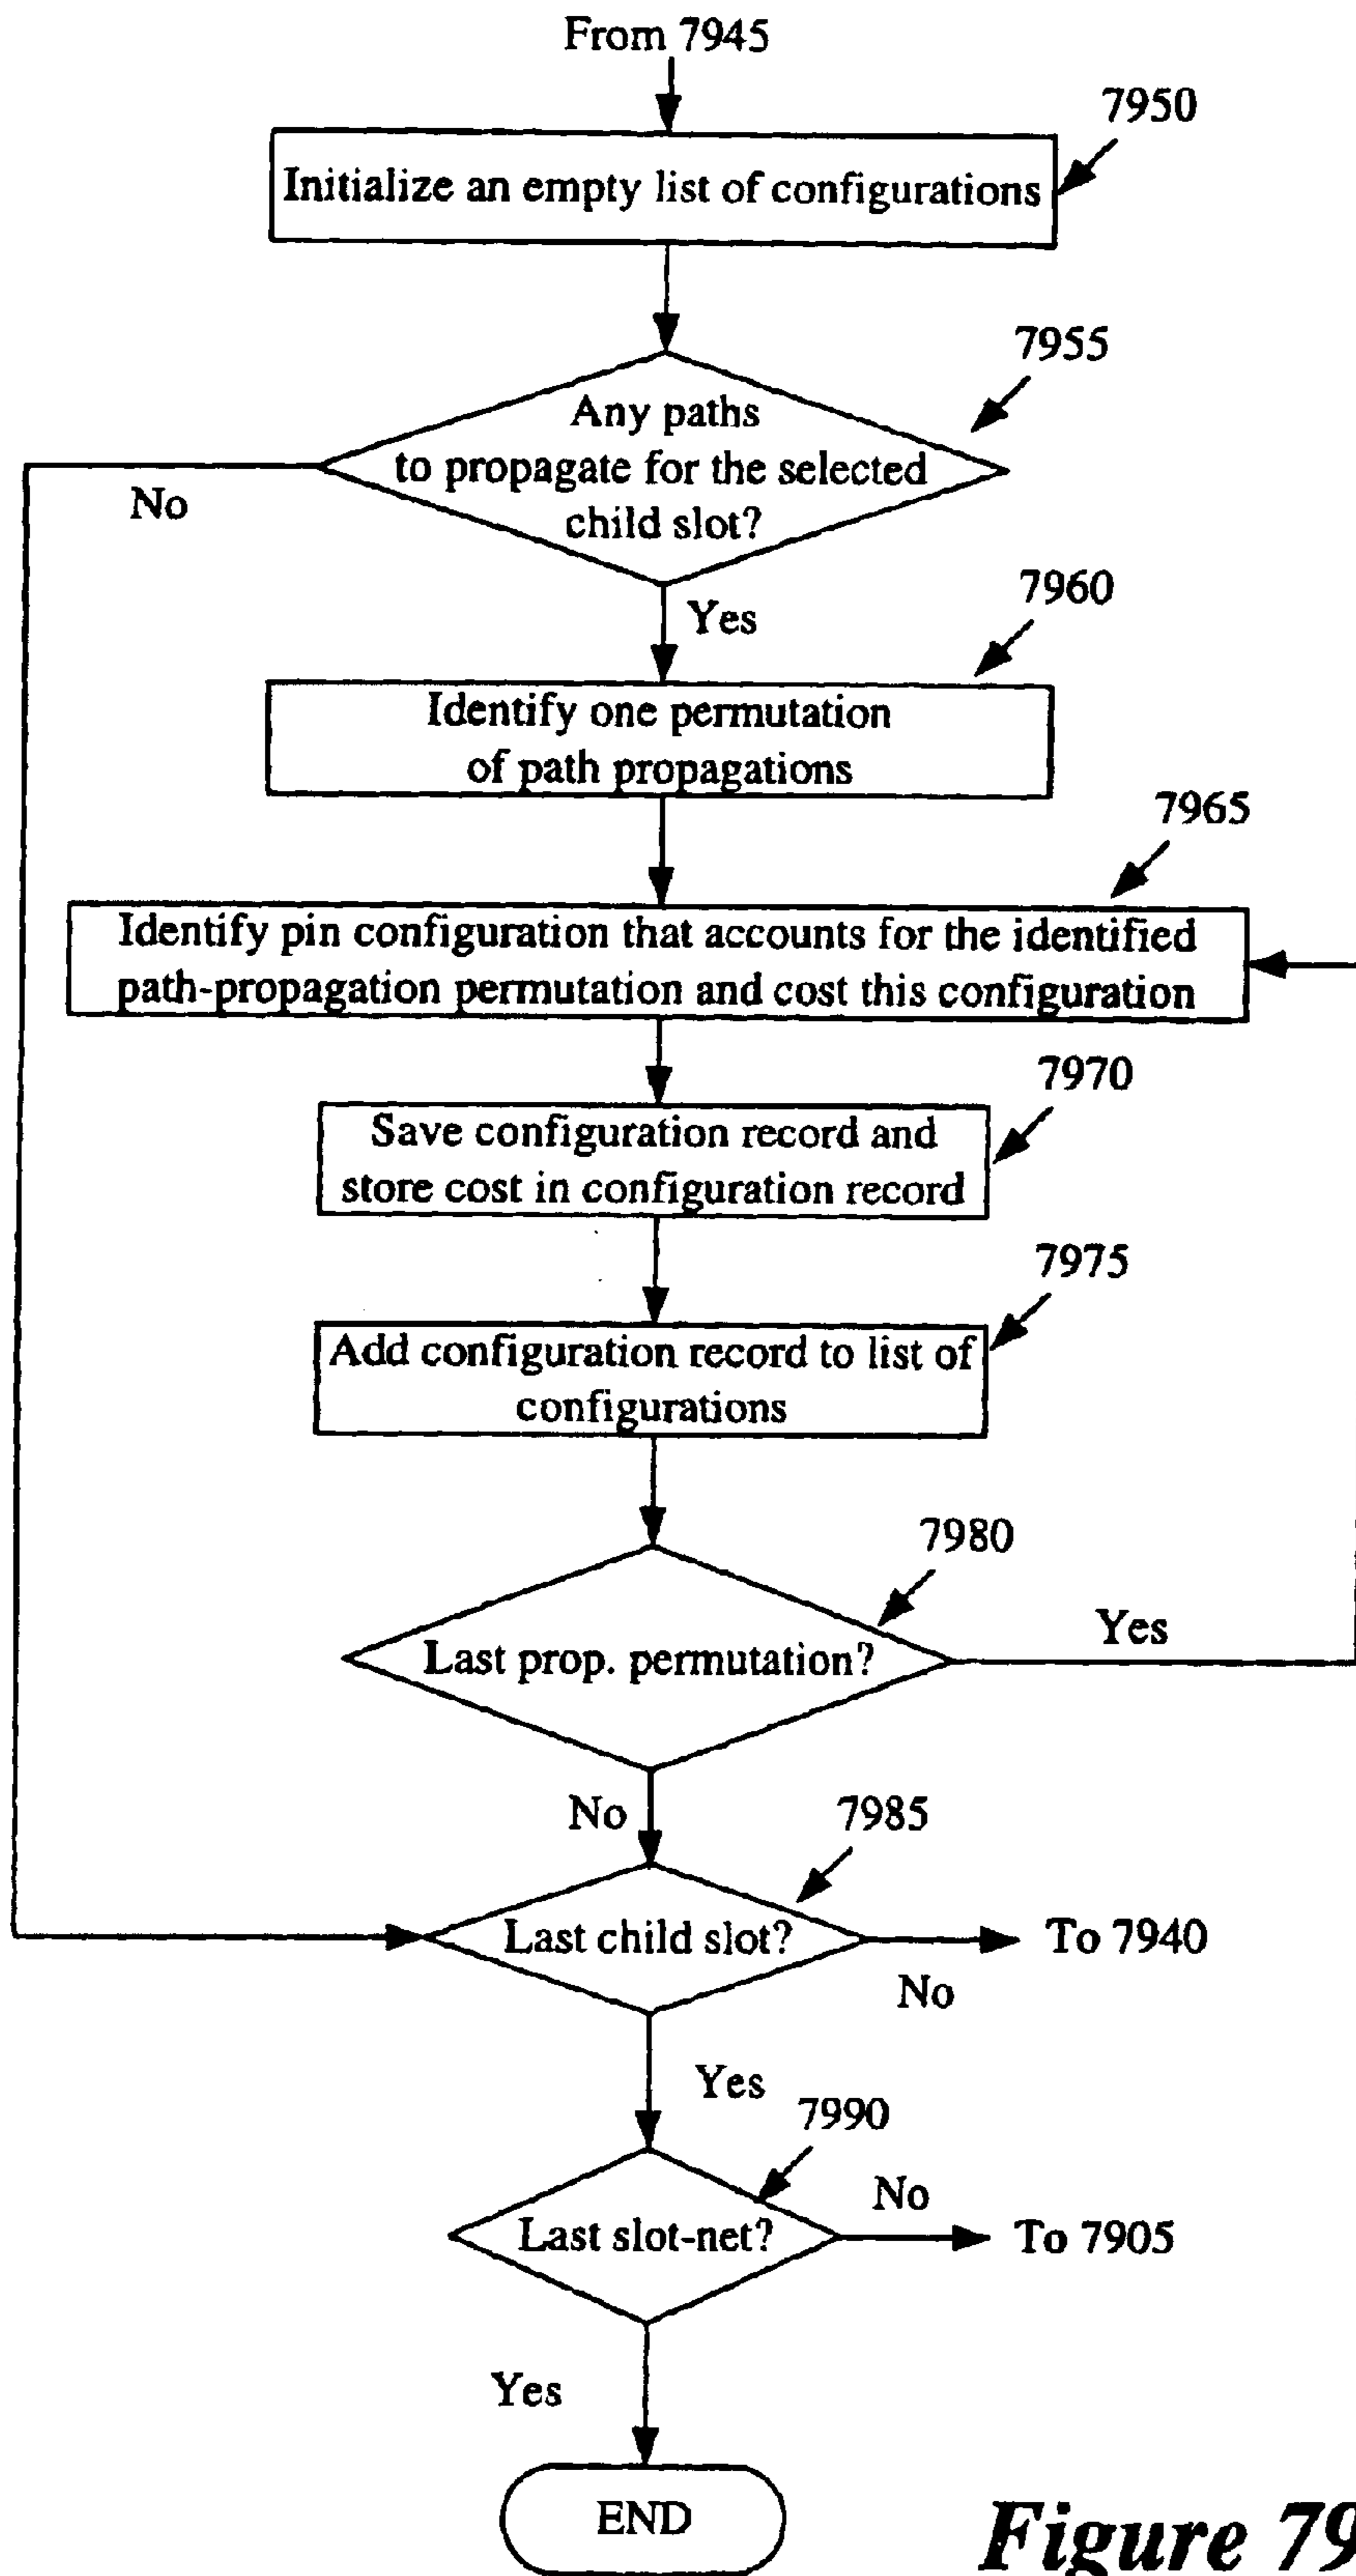 From 7945
7950
Initialize an empty list of configurations
7955
Any paths
to propagate for the selected
child slot?
No
Yes
7960
Identify one permutation
of path propagations
7965
Identify pin configuration that accounts for the identified
path-propagation permutation and cost this configuration
7970
Save configuration record and
store cost in configuration record
7975
Add configuration record to list of
configurations
7980
Last prop. permutation?
Yes
No
7985
Last child slot?
To 7940
No
Yes
7990
No
Last slot-net?
To 7905
Yes
END
Figure 79